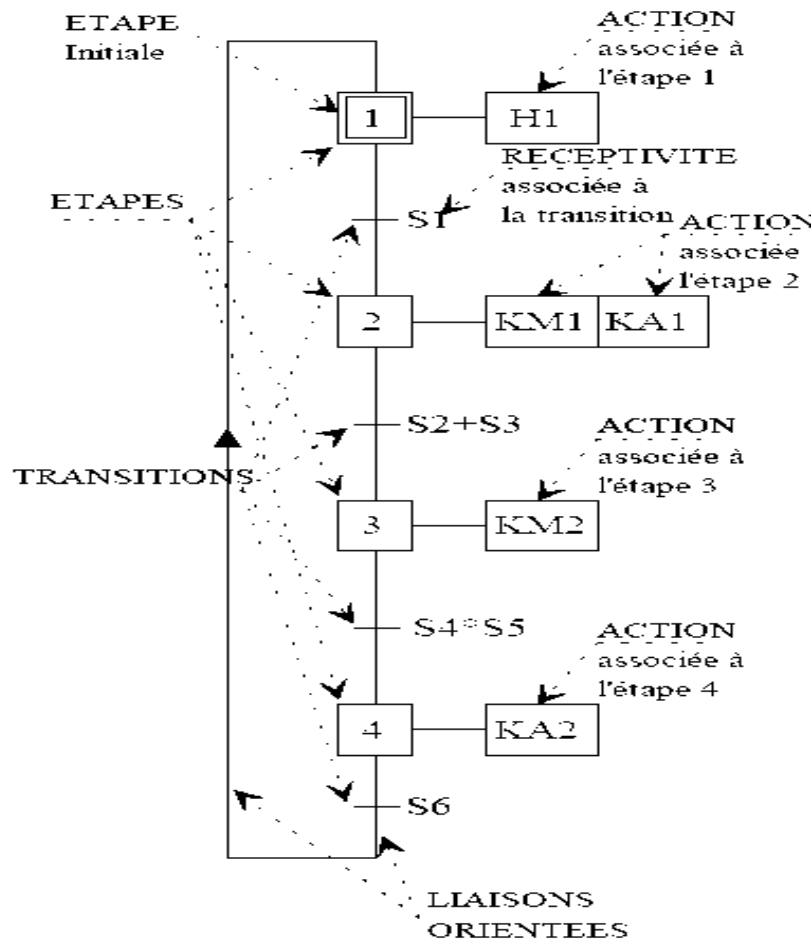 ETAPE
Initiale
ACTION
associée à
l'étape 1
1
H1
RECEPTIVITE
associée à
la transition
ETAPES
S1
ACTION
associée
l'étape 2
2
KM1
KA1
S2+S3
ACTION
associée à
l'étape 3
TRANSITIONS
3
KM2
S4*S5
ACTION
associée à
l'étape 4
4
KA2
S6
LIAISONS
ORIENTEES